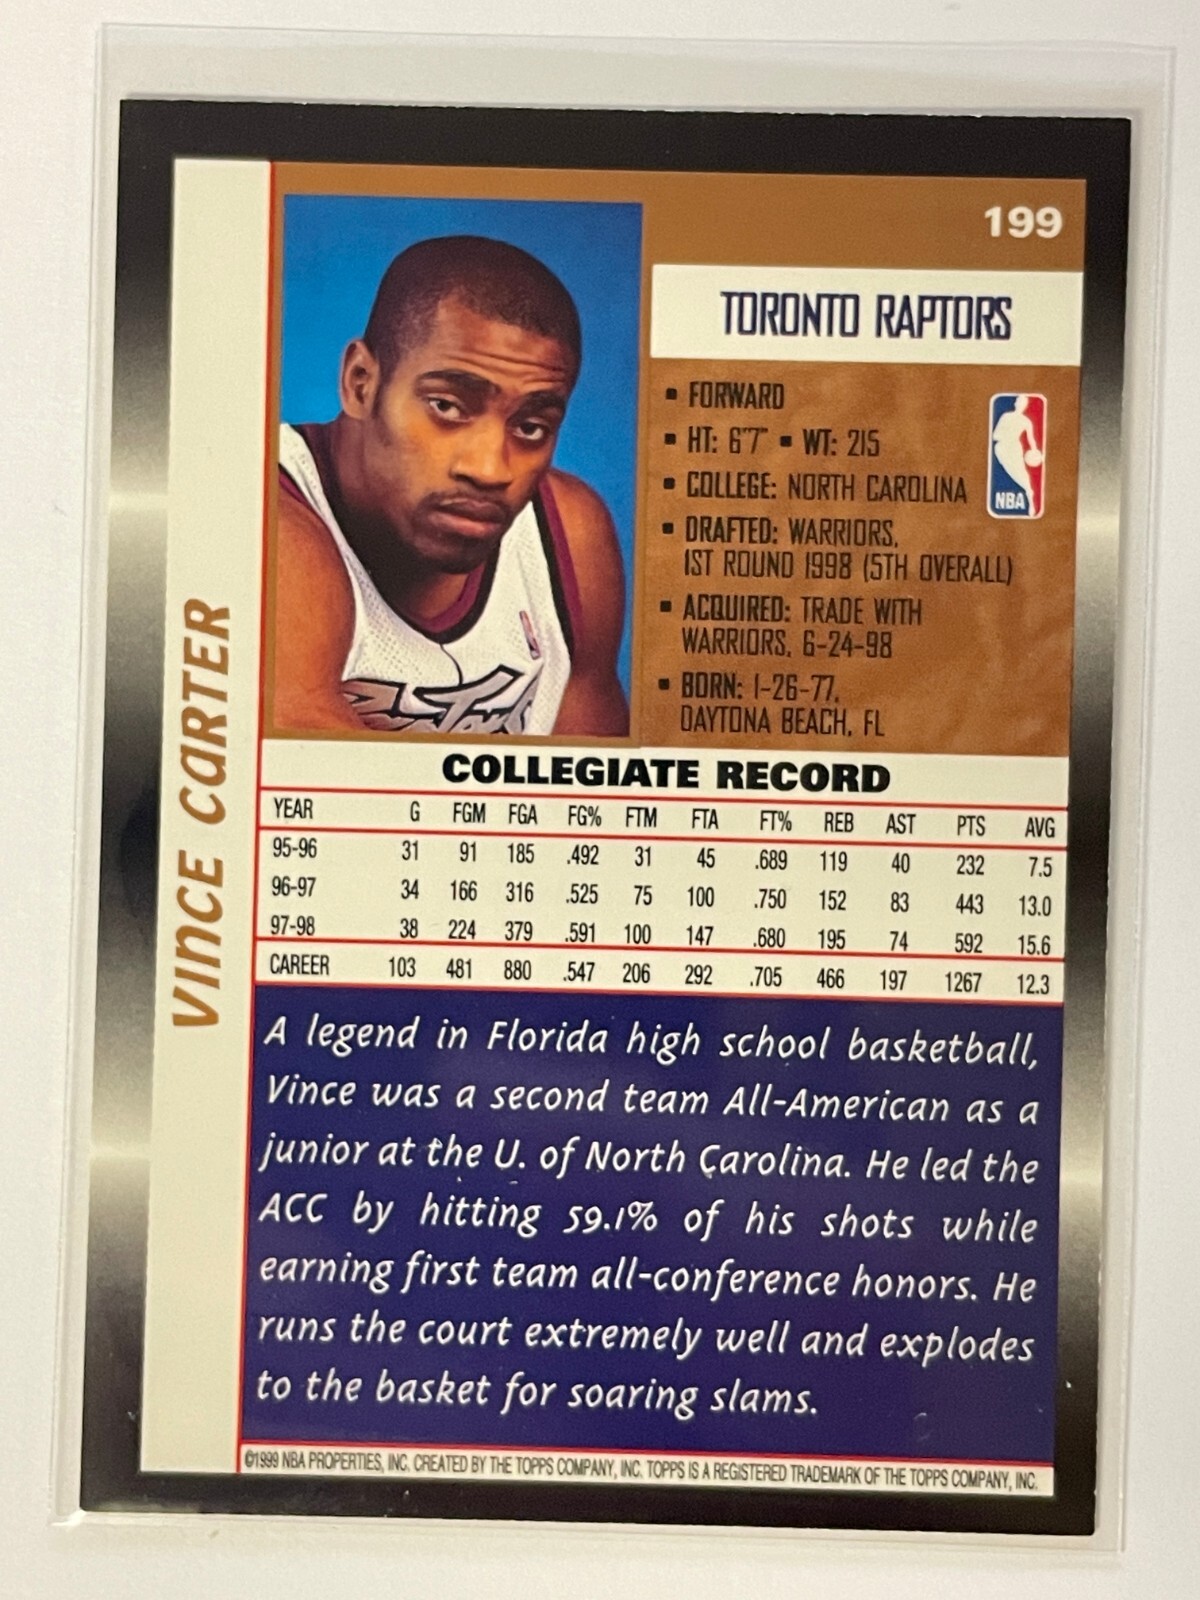 199
TORONTO RAPTORS
▪ FORWARD
▪ HT: 6'7" ▪ WT: 215
▪ COLLEGE: NORTH CAROLINA
▪ DRAFTED: WARRIORS,
1ST ROUND 1998 (5TH OVERALL)
▪ ACQUIRED: TRADE WITH
WARRIORS, 6-24-98
▪ BORN: 1-26-77,
DAYTONA BEACH, FL
NBA
Raptors
VINCE CARTER
COLLEGIATE RECORD
YEAR G FGM FGA FG% FTM FTA FT% REB AST PTS AVG
95-96 31 91 185 .492 31 45 .689 119 40 232 7.5
96-97 34 166 316 .525 75 100 .750 152 83 443 13.0
97-98 38 224 379 .591 100 147 .680 195 74 592 15.6
CAREER 103 481 880 .547 206 292 .705 466 197 1267 12.3
A legend in Florida high school basketball,
Vince was a second team All-American as a
junior at the U. of North Carolina. He led the
ACC by hitting 59.1% of his shots while
earning first team all-conference honors. He
runs the court extremely well and explodes
to the basket for soaring slams.
©1999 NBA PROPERTIES, INC. CREATED BY THE TOPPS COMPANY, INC. TOPPS IS A REGISTERED TRADEMARK OF THE TOPPS COMPANY, INC.